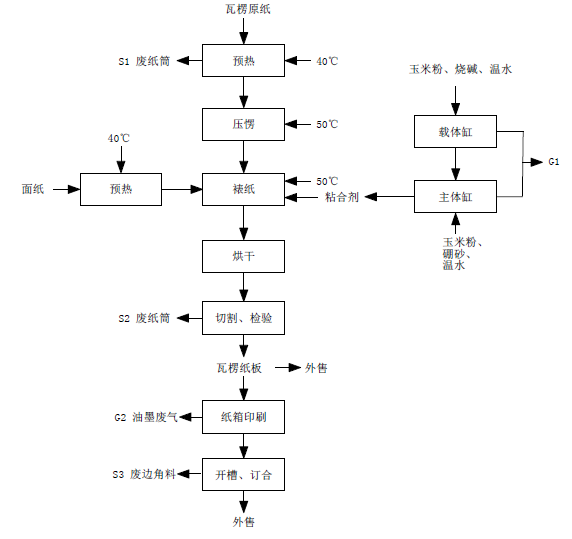 瓦楞原纸
S1 废纸筒
预热
40℃
玉米粉、烧碱、温水
压愣
50℃
载体缸
40℃
G1
50℃
面纸
预热
裱纸
粘合剂
主体缸
玉米粉、
硼砂、
温水
烘干
S2 废纸筒
切割、检验
瓦楞纸板
外售
G2 油墨废气
纸箱印刷
S3 废边角料
开槽、订合
外售